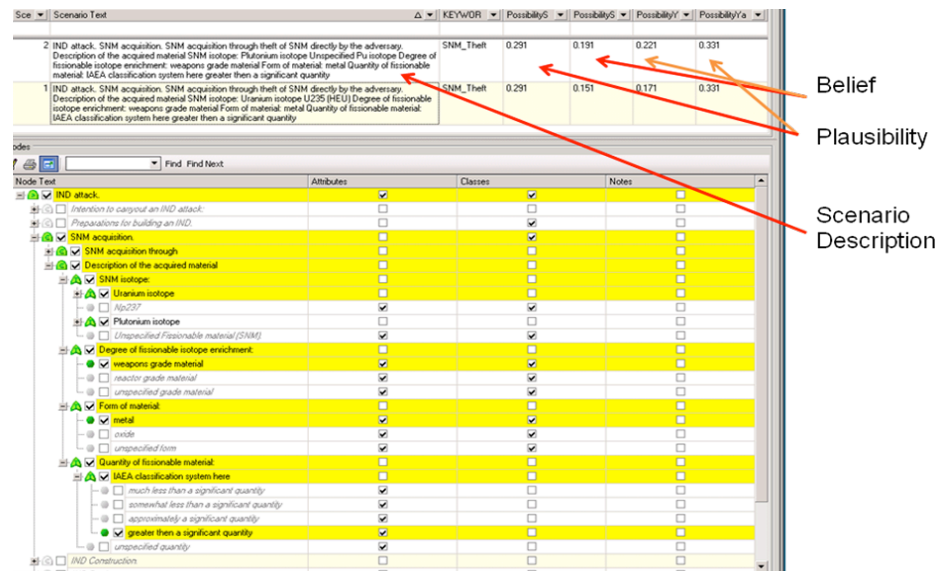 Sce Scenario Text KEYWOR PossibilityS PossibilityS PossibilityY PossibilityYa
2 IND attack. SNM acquisition. SNM acquisition through theft of SNM directly by the adversary. SNM_Theft 0.291 0.191 0.221 0.331
Description of the acquired material SNM isotope: Plutonium isotope Unspecified Pu isotope Degree of
fissionable isotope enrichment: weapons grade material Form of material: metal Quantity of fissionable
material: IAEA classification system here greater then a significant quantity
1 IND attack. SNM acquisition. SNM acquisition through theft of SNM directly by the adversary. SNM_Theft 0.291 0.151 0.171 0.331
Description of the acquired material SNM isotope: Uranium isotope U235 (HEU) Degree of fissionable
isotope enrichment: weapons grade material Form of material: metal Quantity of fissionable material:
IAEA classification system here greater then a significant quantity
Belief
Plausibility
Scenario
Description
odes
Find Find Next
Node Text Attributes Classes Notes
IND attack.
Intention to carryout an IND attack:
Preparations for building an IND.
SNM acquisition.
SNM acquisition through
Description of the acquired material
SNM isotope:
Uranium isotope
Np237
Plutonium isotope
Unspecified Fissionable material (SNM)
Degree of fissionable isotope enrichment:
weapons grade material
reactor grade material
unspecified grade material
Form of material:
metal
oxide
unspecified form
Quantity of fissionable material:
IAEA classification system here
much less than a significant quantity
somewhat less than a significant quantity
approximately a significant quantity
greater then a significant quantity
unspecified quantity
IND Construction